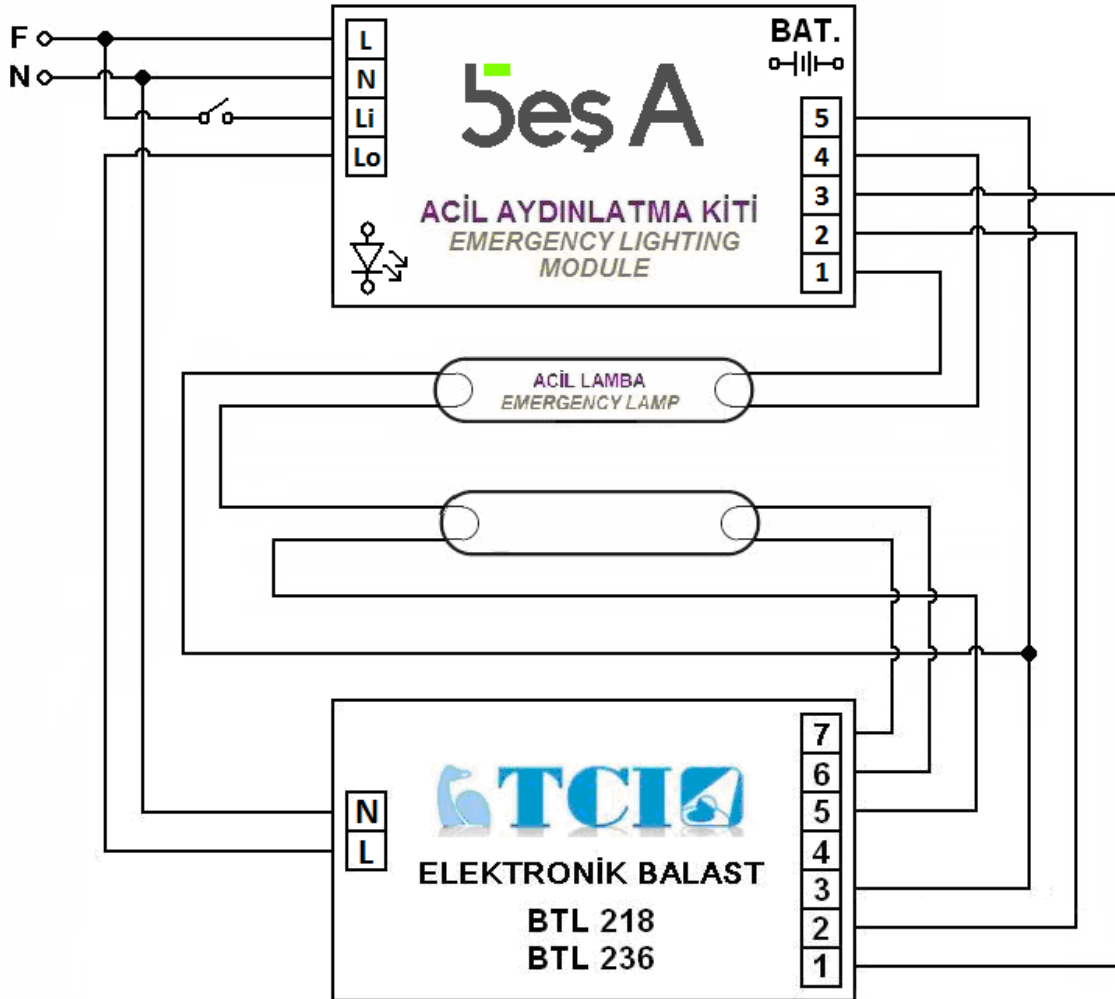 F
N
L
N
Li
Lo
BAT.
5eş A
ACİL AYDINLATMA KİTİ
EMERGENCY LIGHTING
MODULE
5
4
3
2
1
ACİL LAMBA
EMERGENCY LAMP
N
L
TCI
ELEKTRONİK BALAST
BTL 218
BTL 236
7
6
5
4
3
2
1